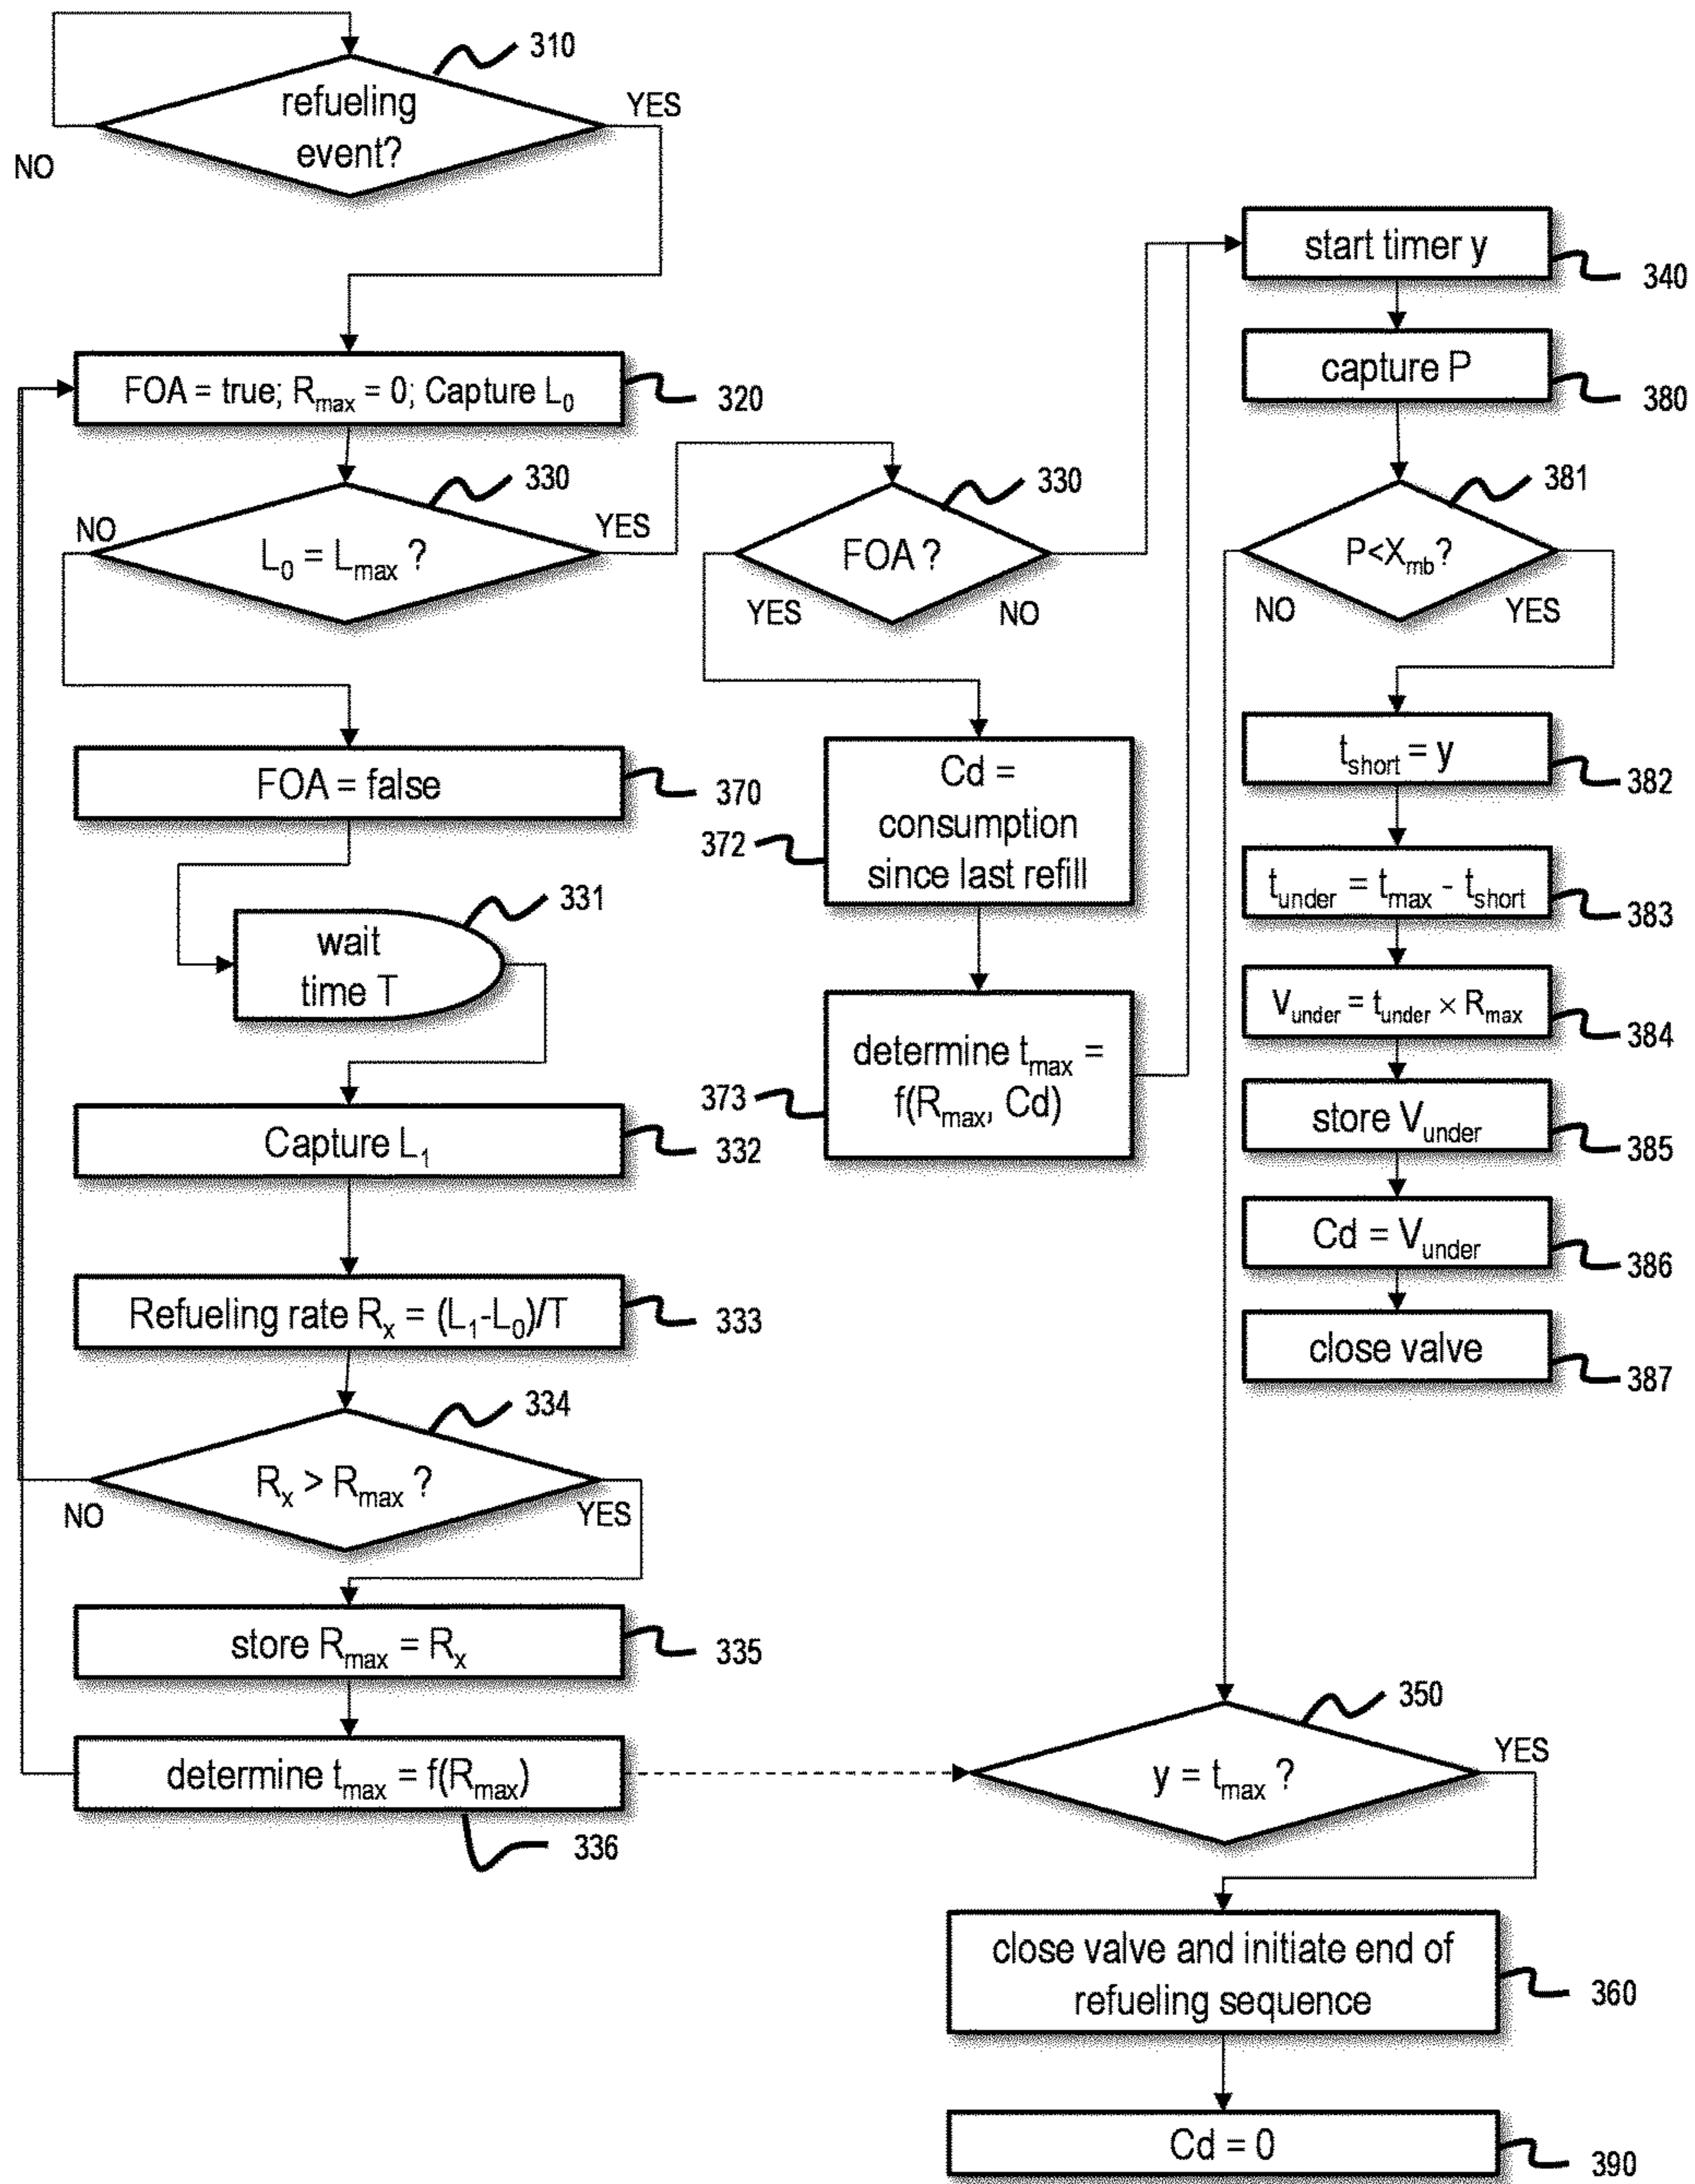 310
refueling
event?
YES
NO
FOA = true; Rmax = 0; Capture L0
320
330
NO
L0 = Lmax ?
YES
FOA = false
370
331
wait
time T
Capture L1
332
Refueling rate Rx = (L1-L0)/T
333
334
Rx > Rmax ?
NO
YES
store Rmax = Rx
335
determine tmax = f(Rmax)
336
330
FOA ?
YES
NO
Cd =
consumption
since last refill
372
determine tmax =
f(Rmax, Cd)
373
start timer y
340
capture P
380
381
P<Xmb?
NO
YES
tshort = y
382
tunder = tmax - tshort
383
Vunder = tunder × Rmax
384
store Vunder
385
Cd = Vunder
386
close valve
387
350
y = tmax ?
YES
close valve and initiate end of
refueling sequence
360
Cd = 0
390